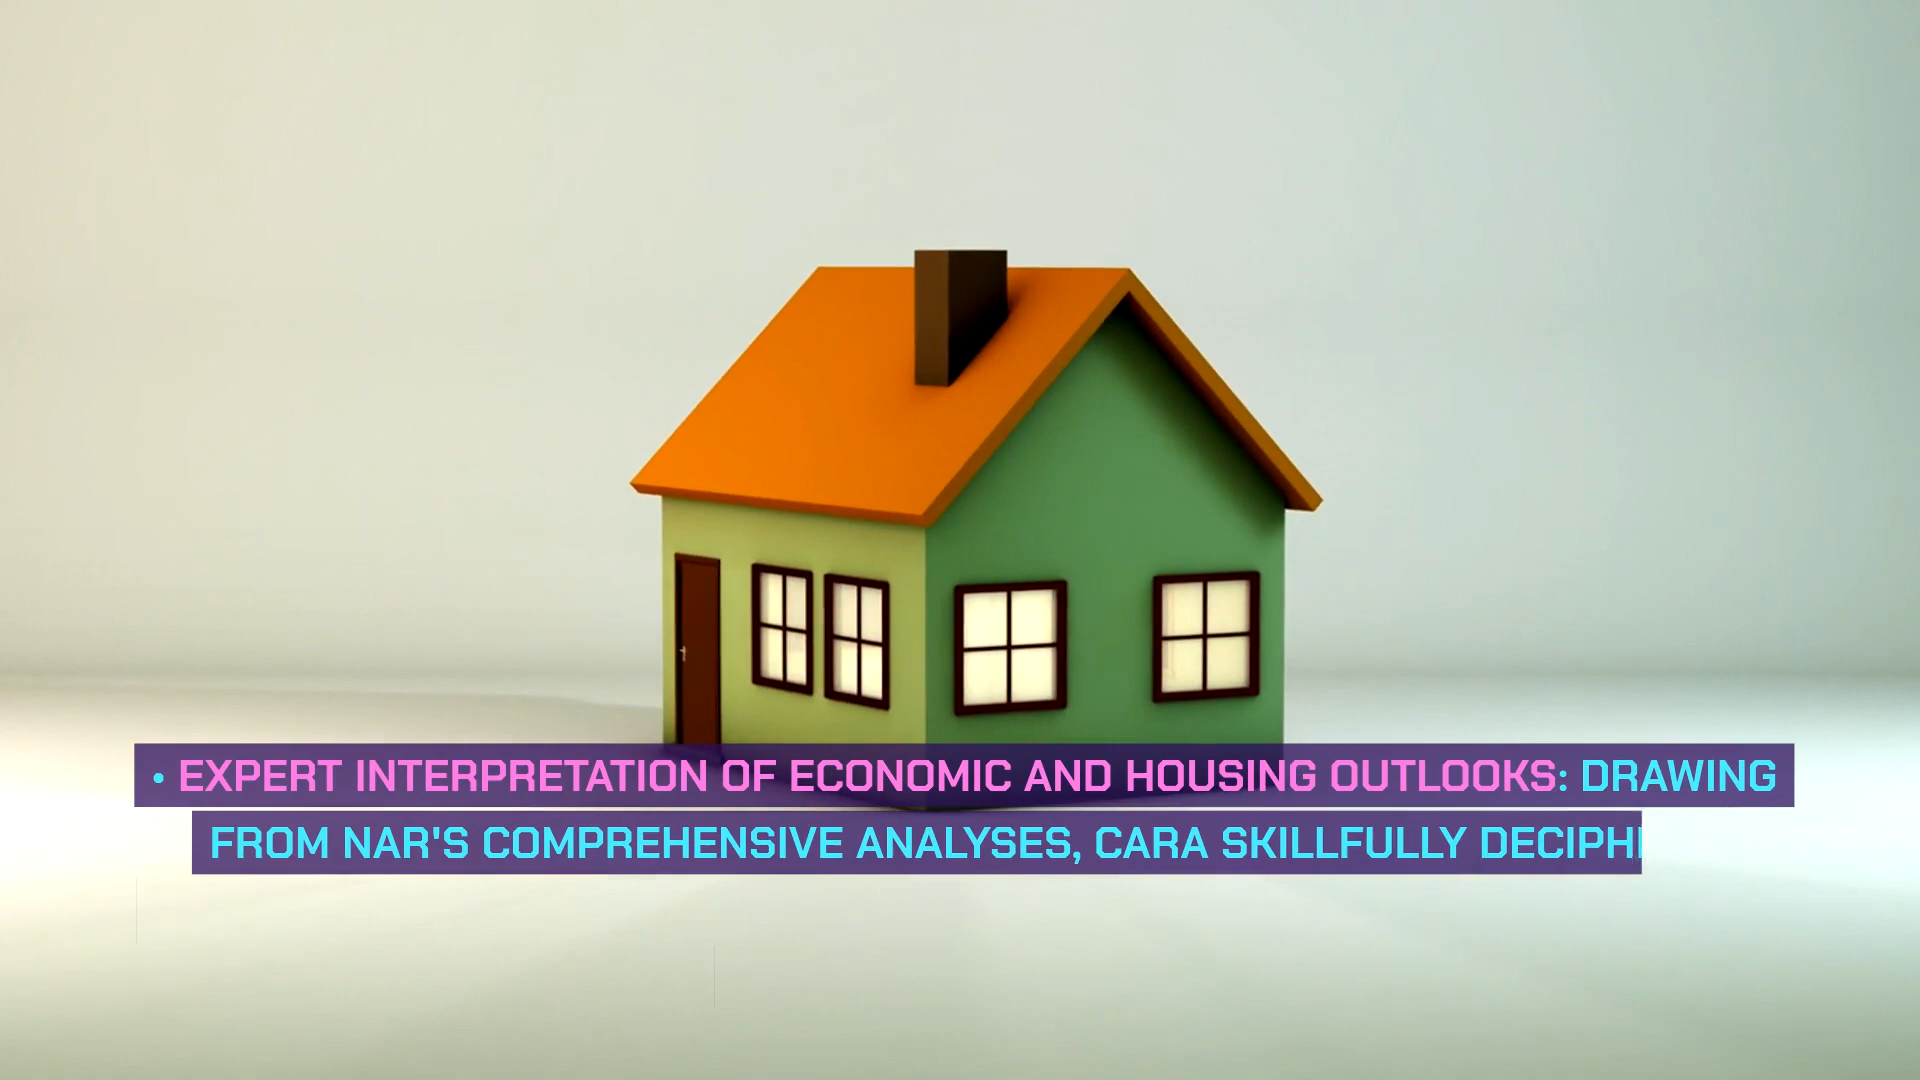 • EXPERT INTERPRETATION OF ECONOMIC AND HOUSING OUTLOOKS: DRAWING
FROM NAR'S COMPREHENSIVE ANALYSES, CARA SKILLFULLY